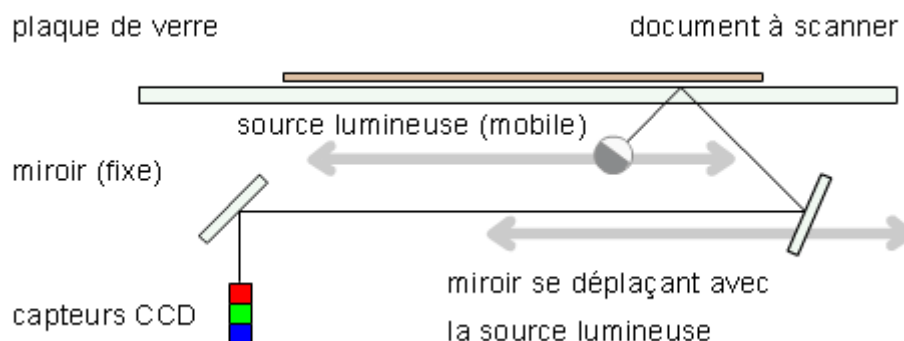 plaque de verre
document à scanner
source lumineuse (mobile)
miroir (fixe)
miroir se déplaçant avec
la source lumineuse
capteurs CCD